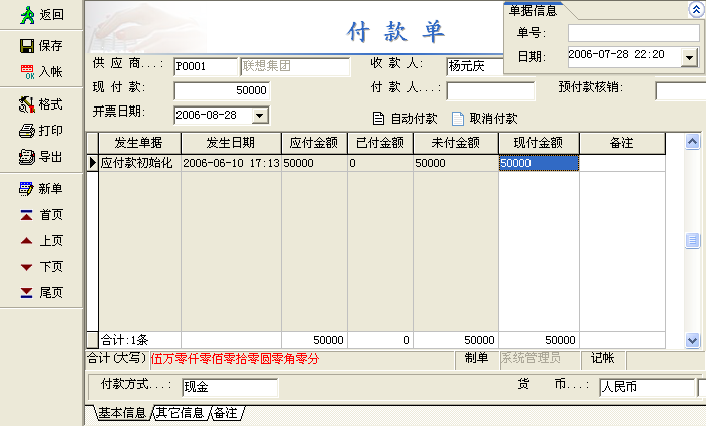 返回
保存
入帐
格式
打印
导出
新单
首页
上页
下页
尾页
付 款 单
单据信息
单号:
日期: 2006-07-28 22:20
供 应 商...: P0001 联想集团 收 款 人: 杨元庆
现 付 款: 50000 付 款 人...: 预付款核销:
开票日期: 2006-08-28 自动付款 取消付款
发生单据 发生日期 应付金额 已付金额 未付金额 现付金额 备注
应付款初始化 2006-06-10 17:13 50000 0 50000 50000
合计:1条 50000 0 50000 50000
合计(大写) 伍万零仟零佰零拾零圆零角零分 制单 系统管理员 记帐
付款方式...: 现金 货 币...: 人民币
基本信息 其它信息 备注